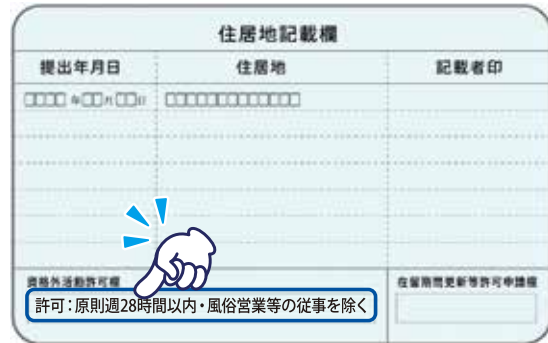 住居地記載欄
提出年月日 住居地 記載者印
□□□□年□□月□□日 □□□□□□□□□□□□□
資格外活動許可欄 在留期間更新等許可申請欄
許可：原則週28時間以内・風俗営業等の従事を除く